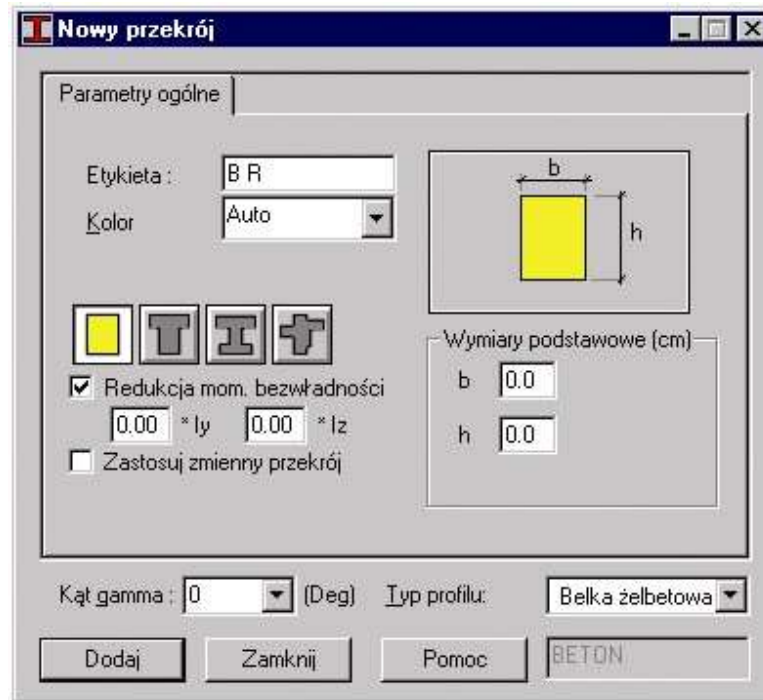 Nowy przekrój
Parametry ogólne
Etykieta : B R
Kolor Auto
b
h
Redukcja mom. bezwładności
0.00 * Iy 0.00 * Iz
Zastosuj zmienny przekrój
Wymiary podstawowe (cm)
b 0.0
h 0.0
Kąt gamma : 0 (Deg) Typ profilu: Belka żelbetowa
Dodaj Zamknij Pomoc BETON